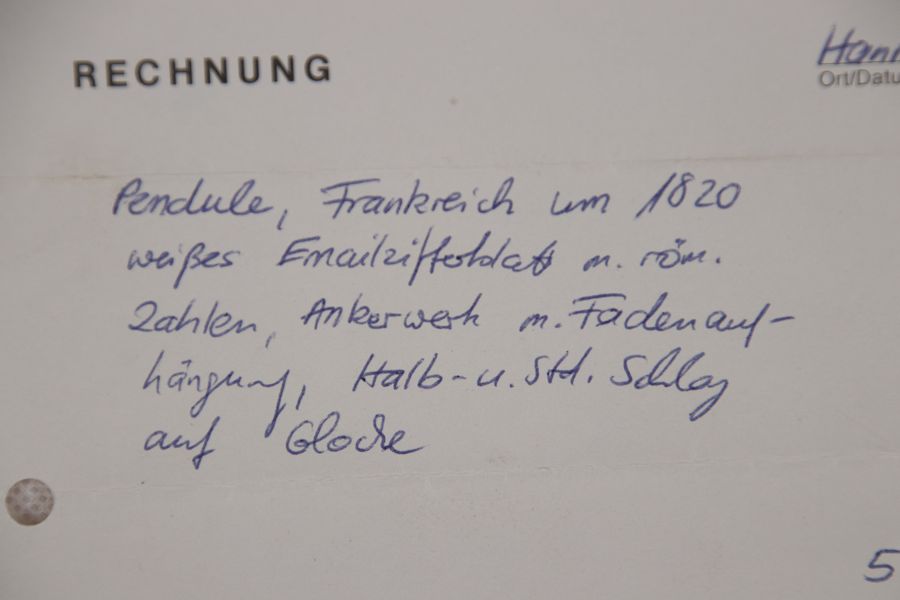 RECHNUNG
Hann
Ort/Datu
Pendule, Frankreich um 1820
weißes Emailzifferblatt m. röm.
Zahlen, Ankerwerk m. Fadenauf-
hängung, Halb- u. Std. Schlag
auf Glocke
5